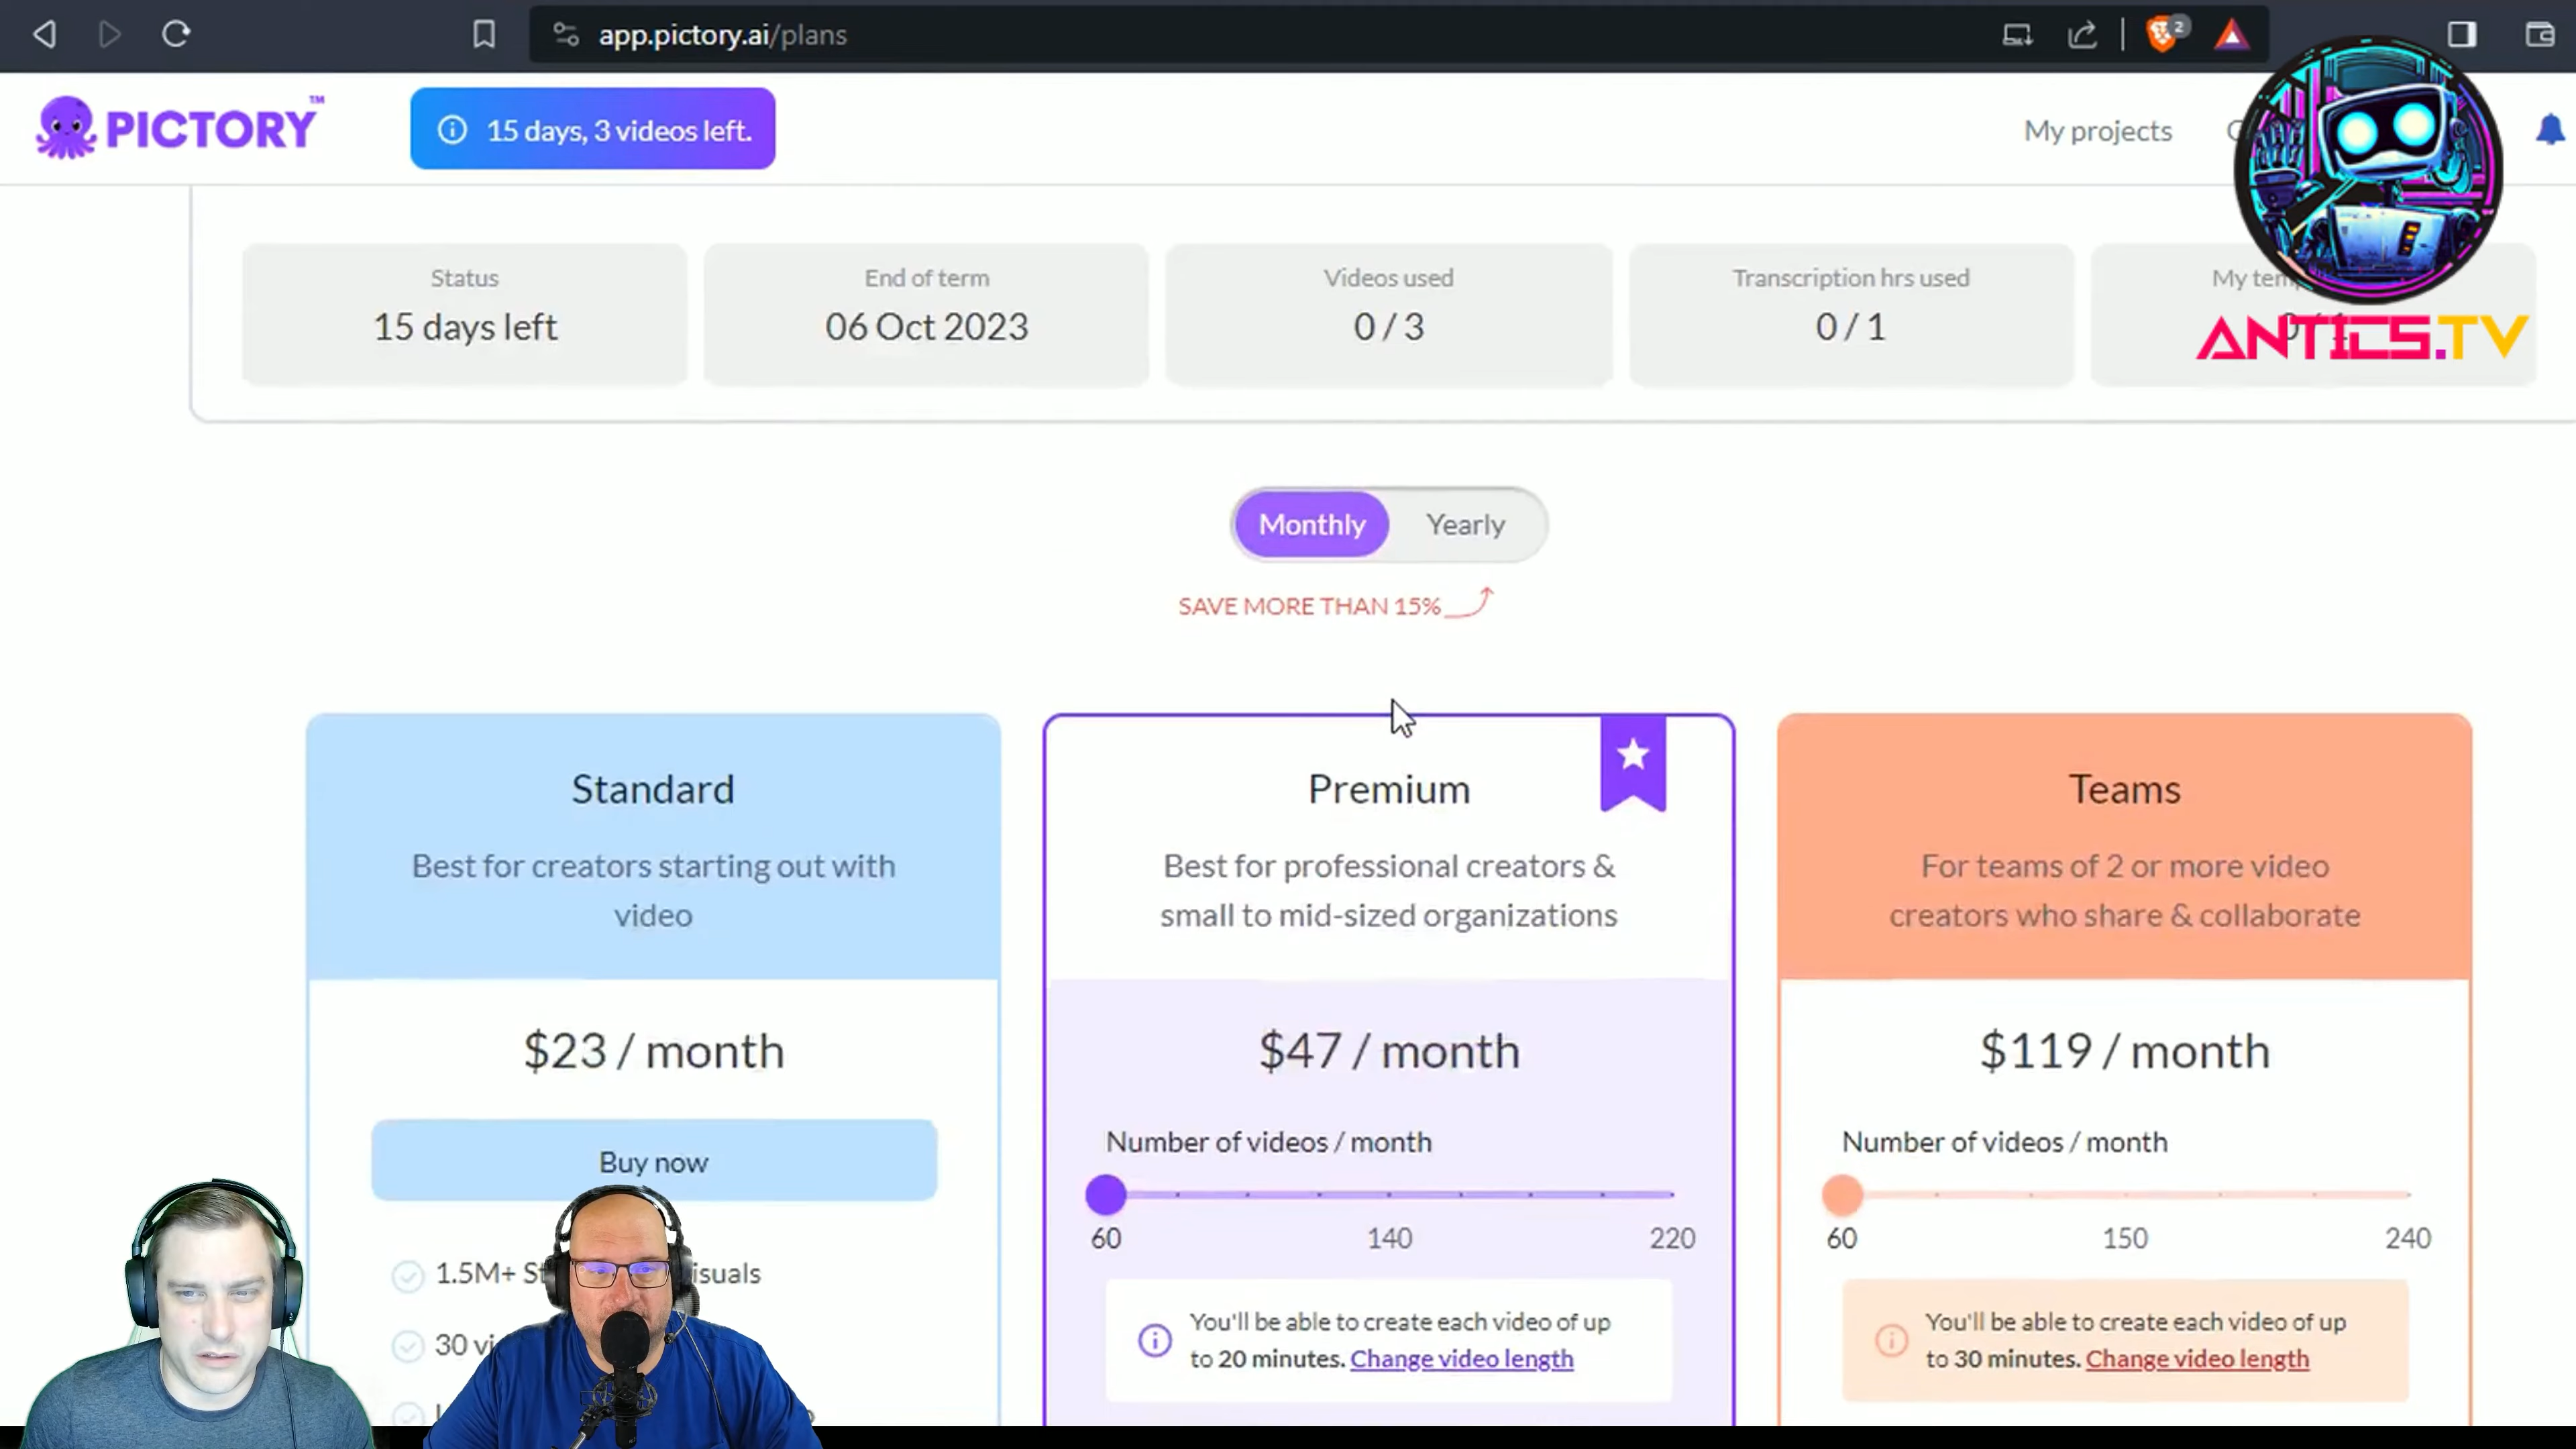 app.pictory.ai/plans
PICTORY™
15 days, 3 videos left.
My projects
Status
15 days left
End of term
06 Oct 2023
Videos used
0 / 3
Transcription hrs used
0 / 1
My
ANTICS.TV
Monthly
Yearly
SAVE MORE THAN 15%
Standard
Best for creators starting out with
video
$23 / month
Buy now
1.5M+
30
Premium
Best for professional creators &
small to mid-sized organizations
$47 / month
Number of videos / month
60 140 220
You'll be able to create each video of up
to 20 minutes. Change video length
Teams
For teams of 2 or more video
creators who share & collaborate
$119 / month
Number of videos / month
60 150 240
You'll be able to create each video of up
to 30 minutes. Change video length